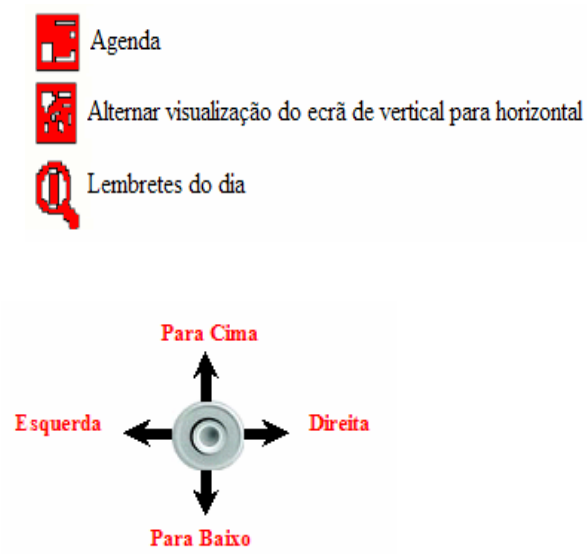 Agenda
Alternar visualização do ecrã de vertical para horizontal
Lembretes do dia
Para Cima
Esquerda
Direita
Para Baixo